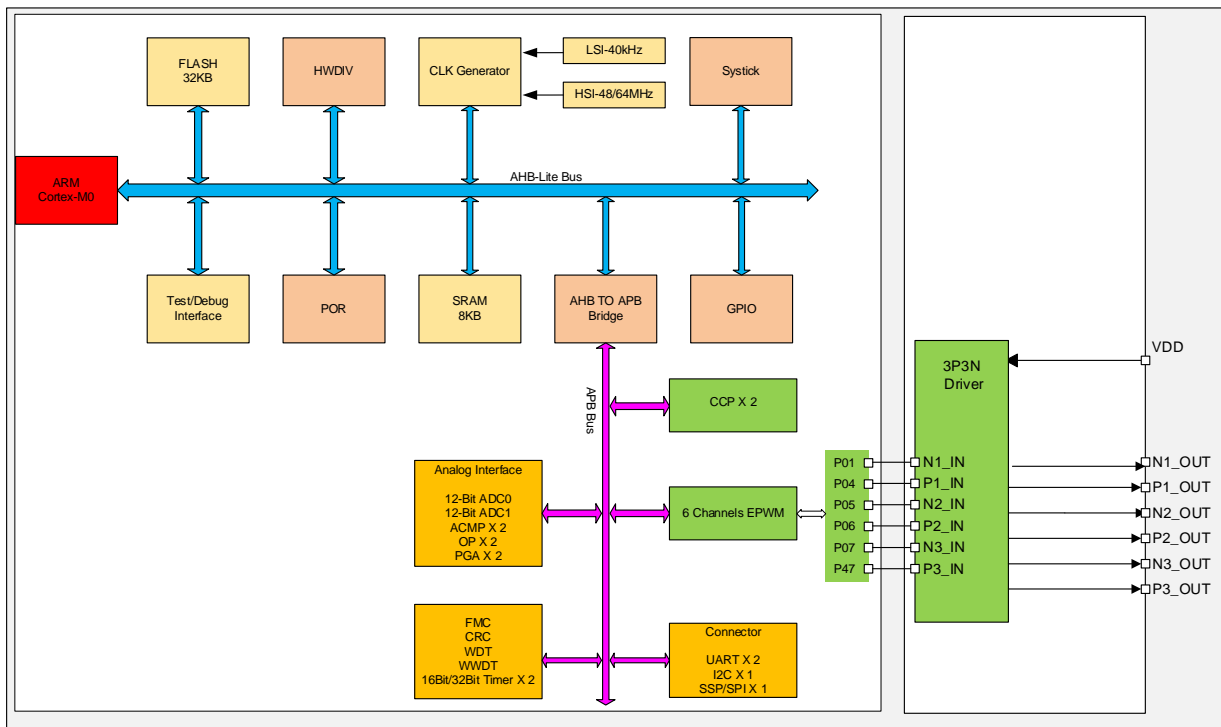 FLASH
32KB
HWDIV
CLK Generator
LSI-40kHz
HSI-48/64MHz
Systick
ARM
Cortex-M0
AHB-Lite Bus
Test/Debug
Interface
POR
SRAM
8KB
AHB TO APB
Bridge
GPIO
APB Bus
CCP X 2
Analog Interface
12-Bit ADC0
12-Bit ADC1
ACMP X 2
OP X 2
PGA X 2
6 Channels EPWM
FMC
CRC
WDT
WWDT
16Bit/32Bit Timer X 2
Connector
UART X 2
I2C X 1
SSP/SPI X 1
P01
P04
P05
P06
P07
P47
3P3N
Driver
N1_IN
P1_IN
N2_IN
P2_IN
N3_IN
P3_IN
VDD
N1_OUT
P1_OUT
N2_OUT
P2_OUT
N3_OUT
P3_OUT